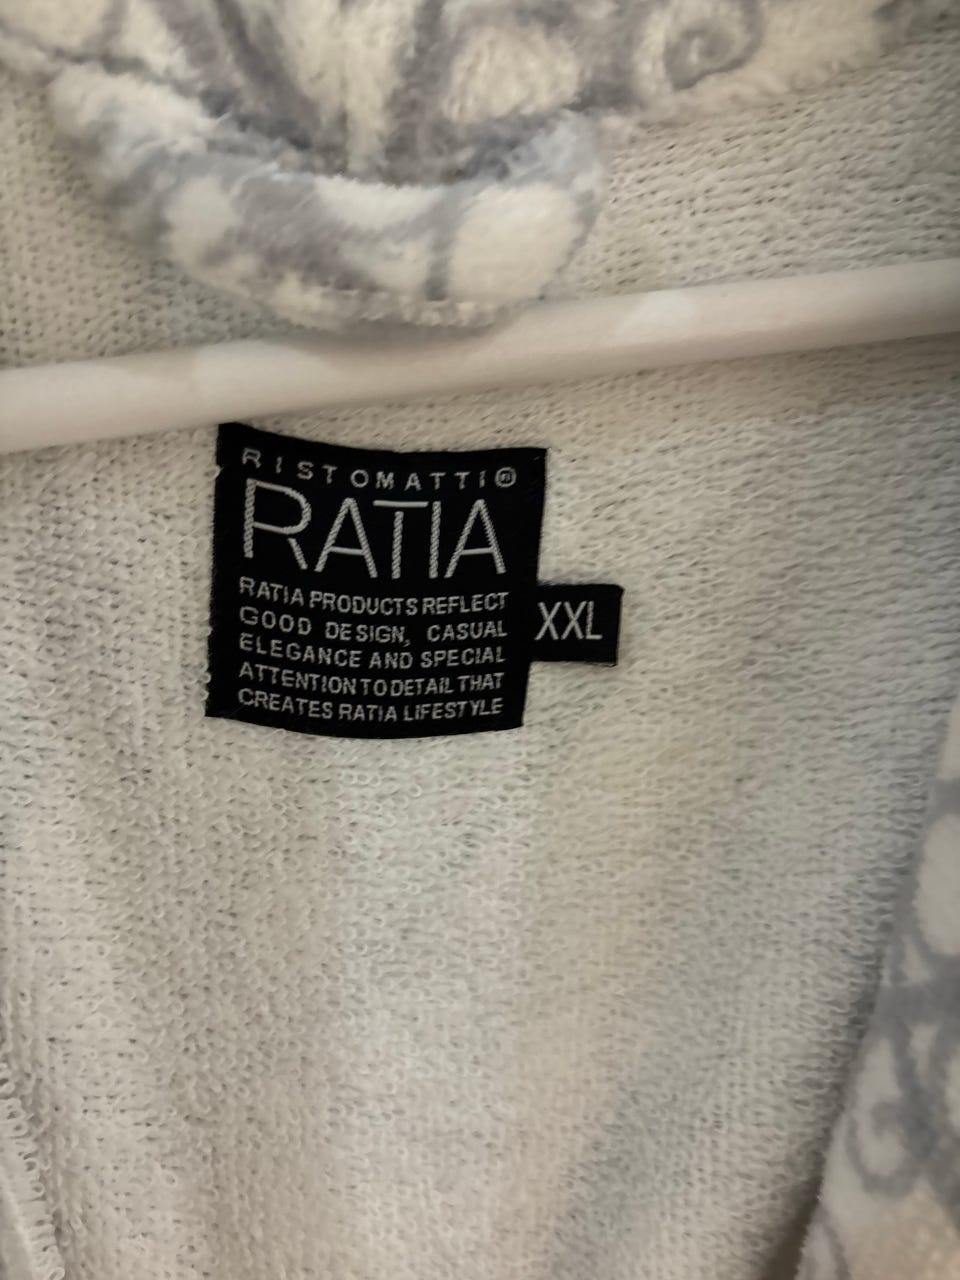 RISTOMATTI®
RATIA
RATIA PRODUCTS REFLECT
GOOD DESIGN, CASUAL
ELEGANCE AND SPECIAL
ATTENTION TO DETAIL THAT
CREATES RATIA LIFESTYLE
XXL